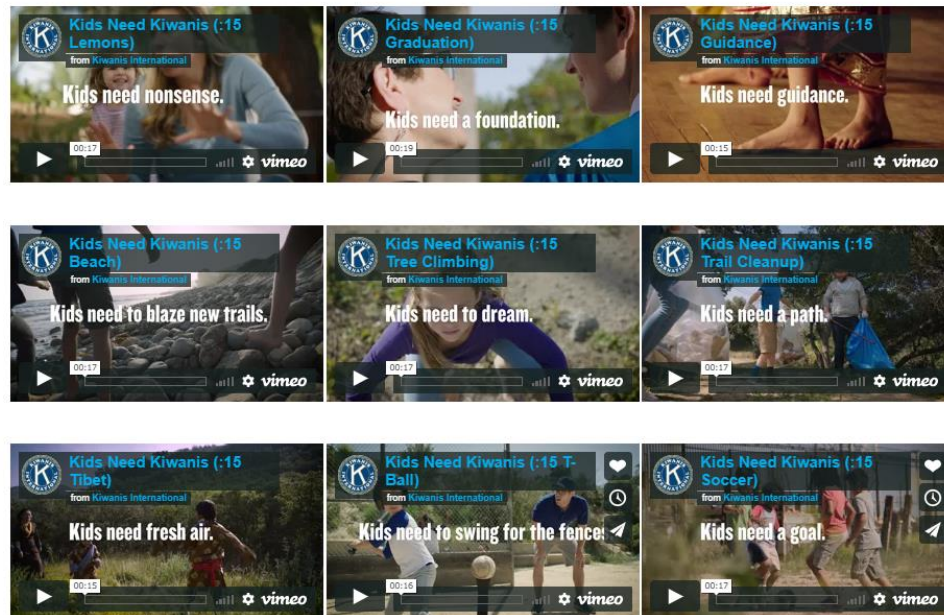 Kids Need Kiwanis (:15
Lemons)
from Kiwanis International
Kids need nonsense.
00:17
vimeo
Kids Need Kiwanis (:15
Graduation)
from Kiwanis International
Kids need a foundation.
00:19
vimeo
Kids Need Kiwanis (:15
Guidance)
from Kiwanis International
Kids need guidance.
00:15
vimeo
Kids Need Kiwanis (:15
Beach)
from Kiwanis International
Kids need to blaze new trails.
00:17
vimeo
Kids Need Kiwanis (:15
Tree Climbing)
from Kiwanis International
Kids need to dream.
00:17
vimeo
Kids Need Kiwanis (:15
Trail Cleanup)
from Kiwanis International
Kids need a path.
00:17
vimeo
Kids Need Kiwanis (:15
Tibet)
from Kiwanis International
Kids need fresh air.
00:15
vimeo
Kids Need Kiwanis (:15 T-
Ball)
from Kiwanis International
Kids need to swing for the fences
00:16
vimeo
Kids Need Kiwanis (:15
Soccer)
from Kiwanis International
Kids need a goal.
00:17
vimeo